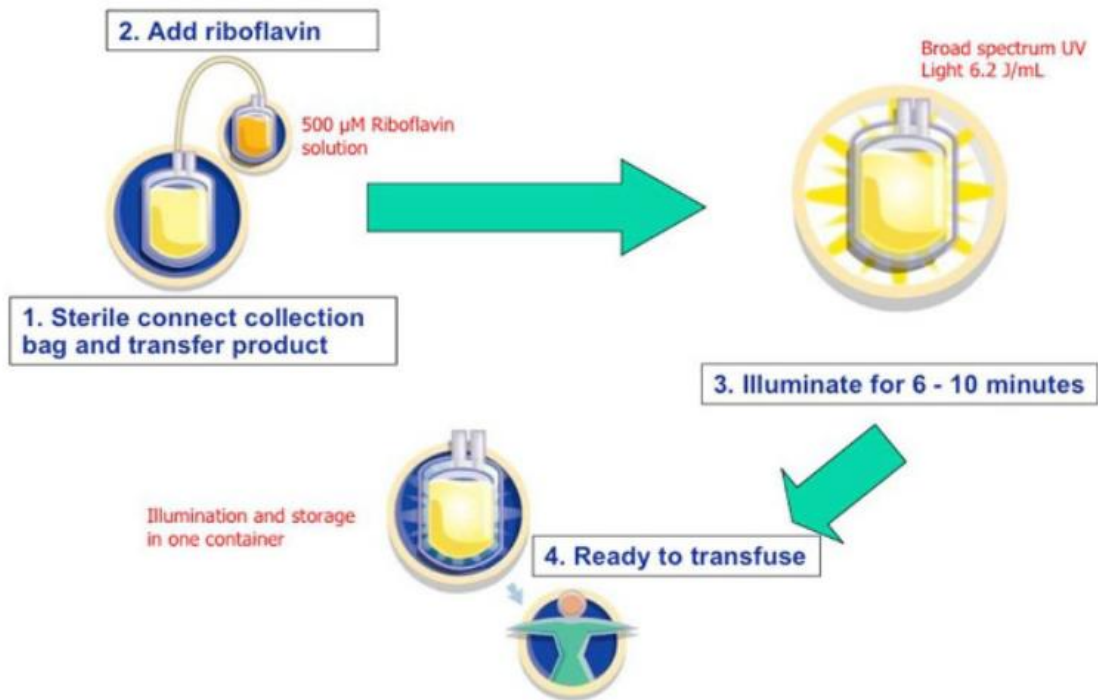 2. Add riboflavin
500 µM Riboflavin
solution
1. Sterile connect collection
bag and transfer product
Broad spectrum UV
Light 6.2 J/mL
3. Illuminate for 6 - 10 minutes
Illumination and storage
in one container
4. Ready to transfuse